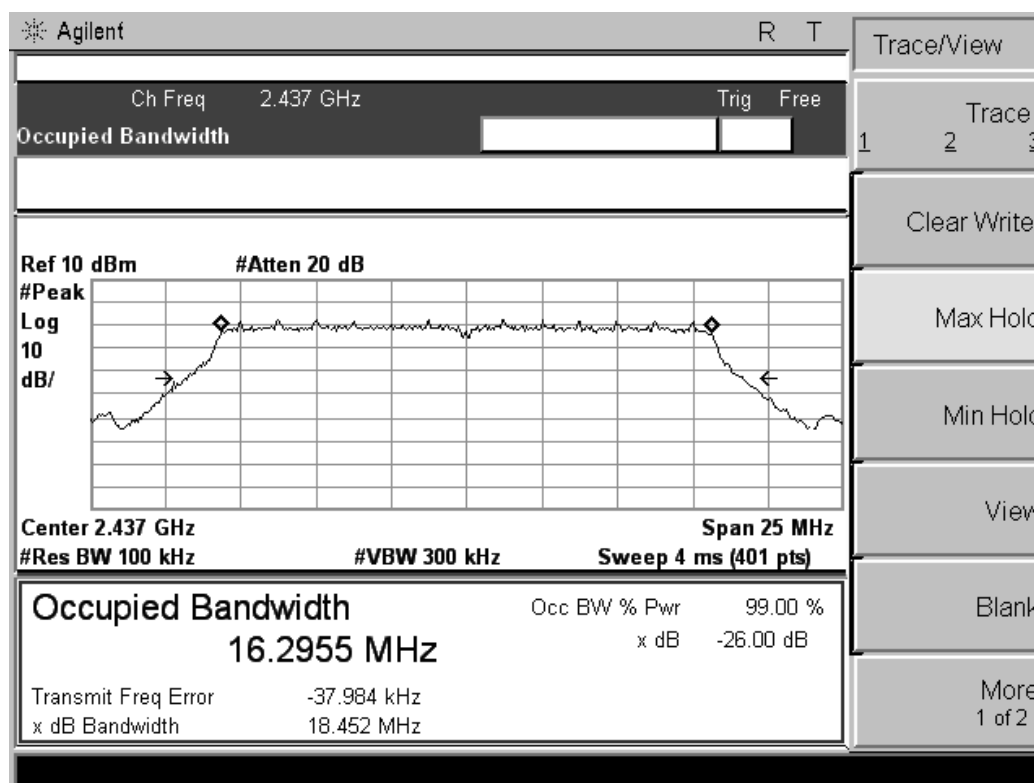 Agilent R T
Trace/View
Ch Freq 2.437 GHz Trig Free
Occupied Bandwidth
Trace
1 2 3
Clear Write
Max Hold
Min Hold
View
Blank
More
1 of 2
Ref 10 dBm #Atten 20 dB
#Peak
Log
10
dB/
Center 2.437 GHz Span 25 MHz
#Res BW 100 kHz #VBW 300 kHz Sweep 4 ms (401 pts)
Occupied Bandwidth
16.2955 MHz
Occ BW % Pwr 99.00 %
x dB -26.00 dB
Transmit Freq Error -37.984 kHz
x dB Bandwidth 18.452 MHz